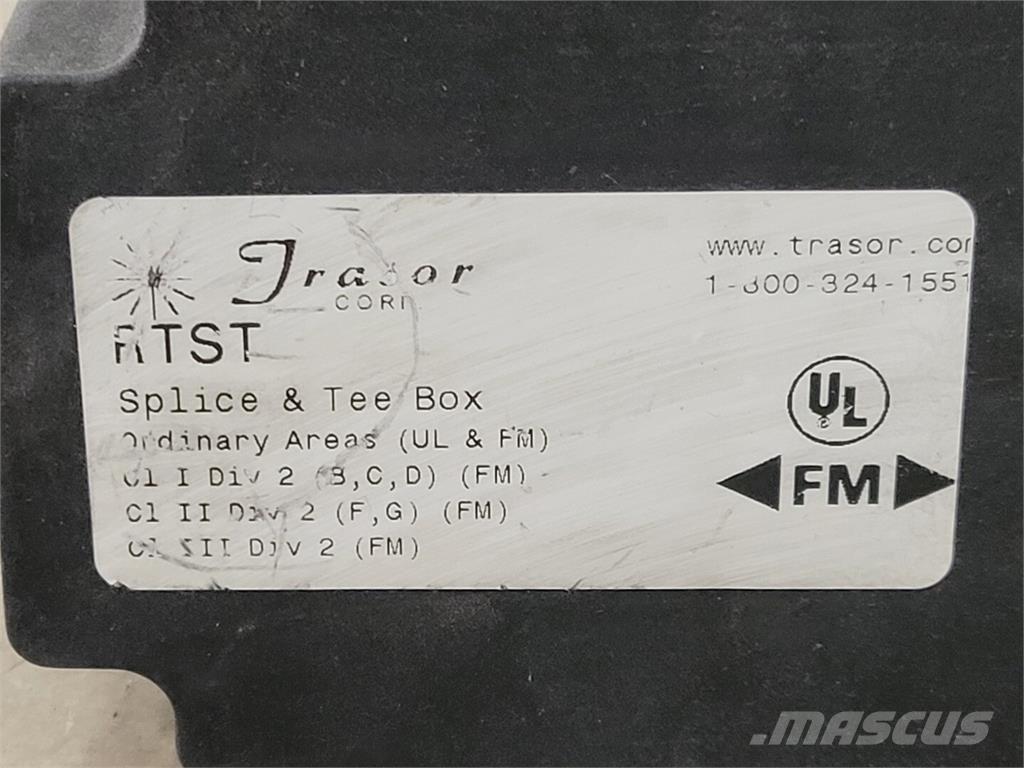 Trasor
www.trasor.com
CORP
1-800-324-1551
RTST
Splice & Tee Box
Ordinary Areas (UL & FM)
Cl I Div 2 (B,C,D) (FM)
Cl II Div 2 (F,G) (FM)
Cl III Div 2 (FM)
UL
FM
MASCUS